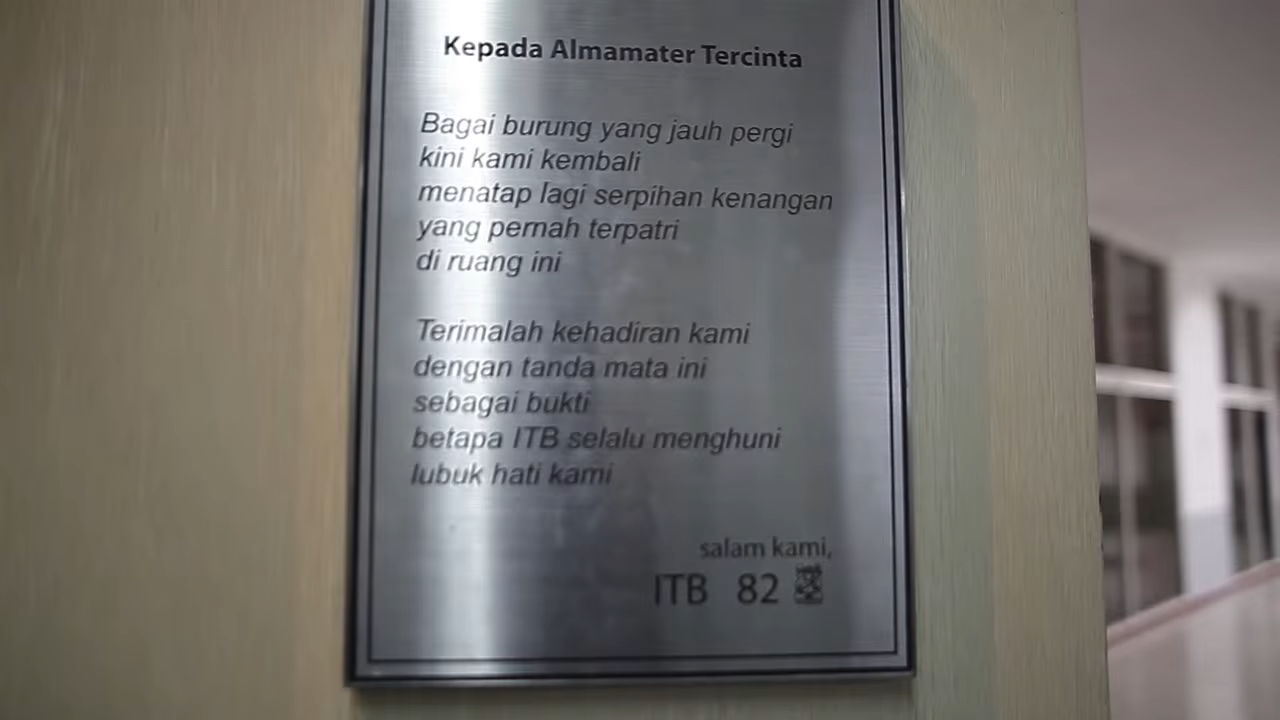 Kepada Almamater Tercinta
Bagai burung yang jauh pergi
kini kami kembali
menatap lagi serpihan kenangan
yang pernah terpatri
di ruang ini
Terimalah kehadiran kami
dengan tanda mata ini
sebagai bukti
betapa ITB selalu menghuni
lubuk hati kami
salam kami,
ITB 82